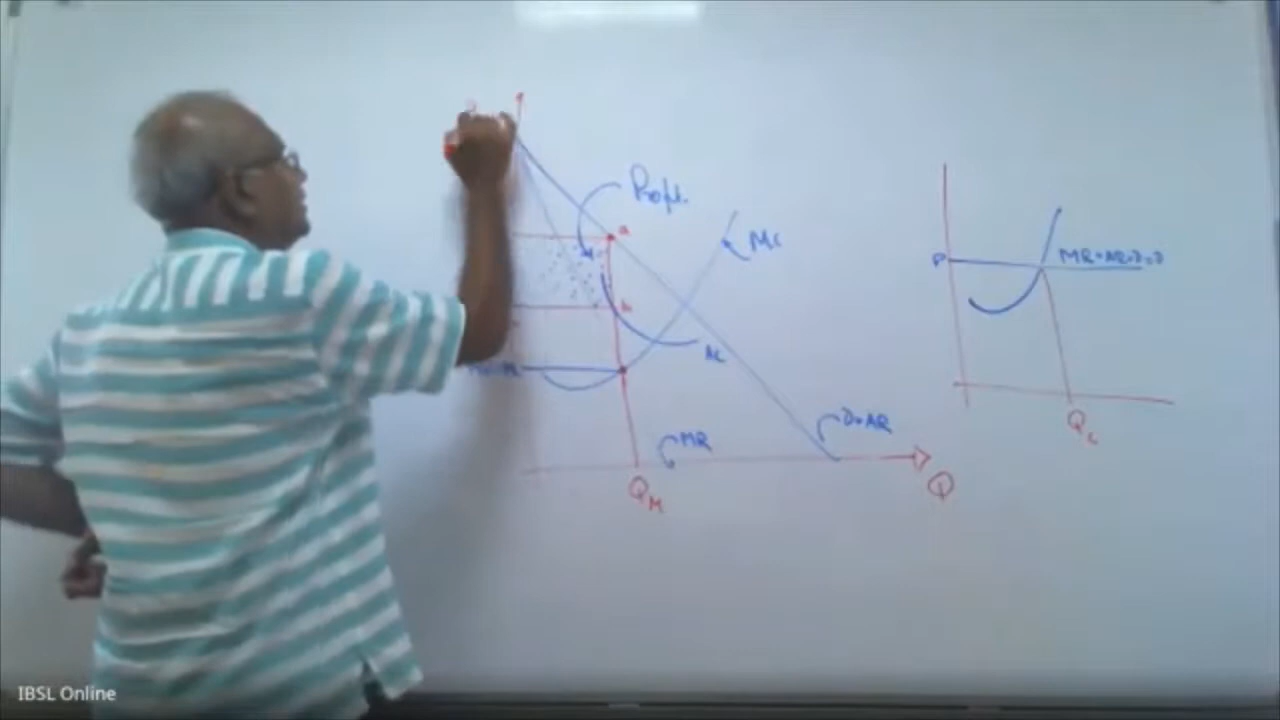 Profit
a
MC
b
AC
D=AR
MR
Q
QM
P
MR=AR=P=D
QC
IBSL Online